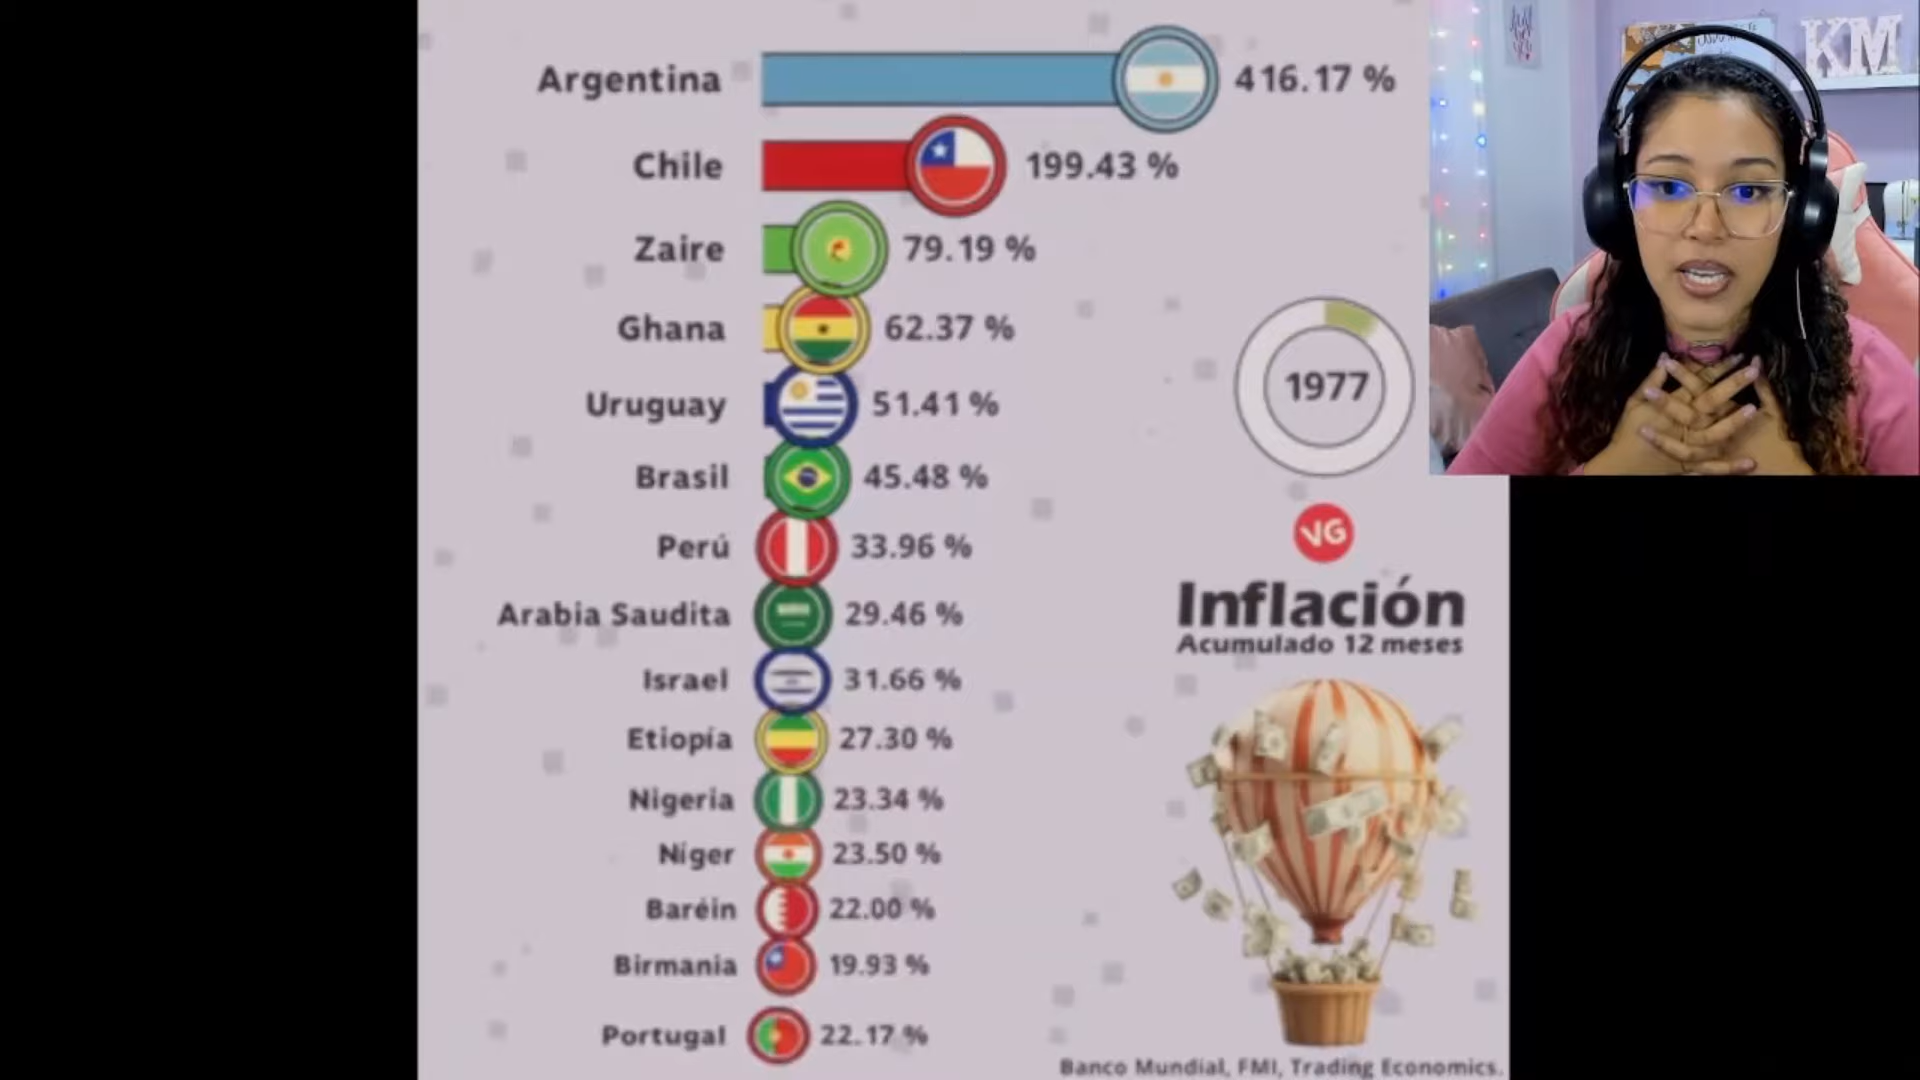 Argentina 416.17 %
Chile 199.43 %
Zaire 79.19 %
Ghana 62.37 %
Uruguay 51.41 %
Brasil 45.48 %
Perú 33.96 %
Arabia Saudita 29.46 %
Israel 31.66 %
Etiopía 27.30 %
Nigeria 23.34 %
Níger 23.50 %
Baréin 22.00 %
Birmania 19.93 %
Portugal 22.17 %
1977
VG
Inflación
Acumulado 12 meses
Banco Mundial, FMI, Trading Economics.
KM